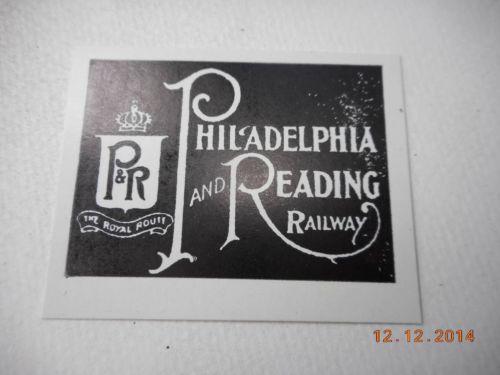 P&R
THE ROYAL ROUTE
PHILADELPHIA
AND READING
RAILWAY
12.12.2014